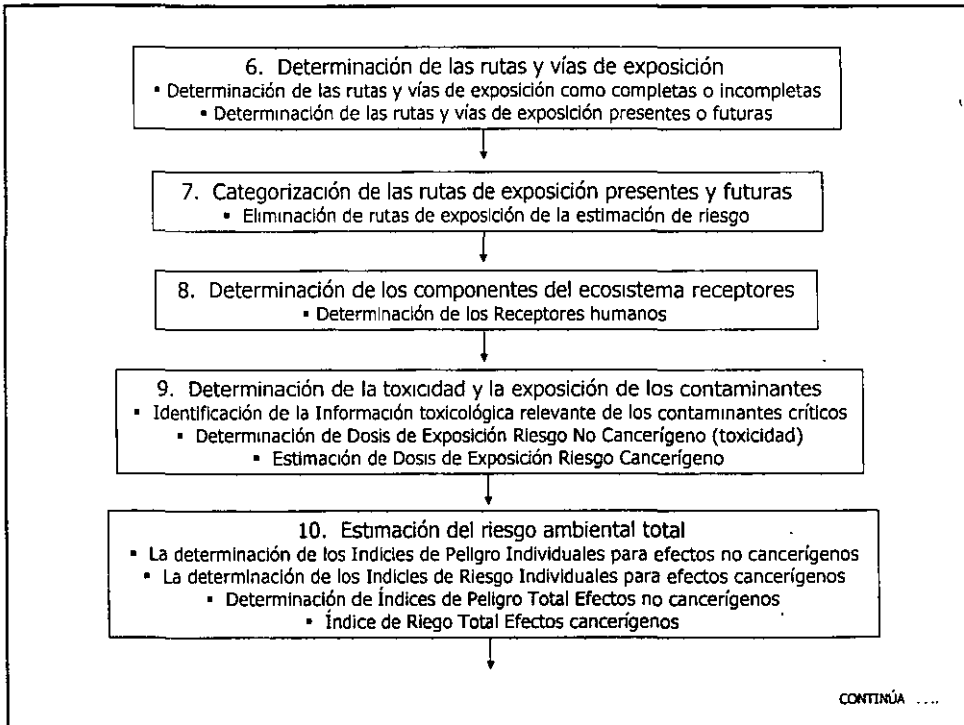 6. Determinación de las rutas y vías de exposición
▪ Determinación de las rutas y vías de exposición como completas o incompletas
▪ Determinación de las rutas y vías de exposición presentes o futuras
7. Categorización de las rutas de exposición presentes y futuras
▪ Eliminación de rutas de exposición de la estimación de riesgo
8. Determinación de los componentes del ecosistema receptores
▪ Determinación de los Receptores humanos
9. Determinación de la toxicidad y la exposición de los contaminantes
▪ Identificación de la Información toxicológica relevante de los contaminantes críticos
▪ Determinación de Dosis de Exposición Riesgo No Cancerígeno (toxicidad)
▪ Estimación de Dosis de Exposición Riesgo Cancerígeno
10. Estimación del riesgo ambiental total
▪ La determinación de los Indicles de Peligro Individuales para efectos no cancerígenos
▪ La determinación de los Indicles de Riesgo Individuales para efectos cancerígenos
▪ Determinación de Índices de Peligro Total Efectos no cancerígenos
▪ Índice de Riego Total Efectos cancerígenos
CONTINÚA ....